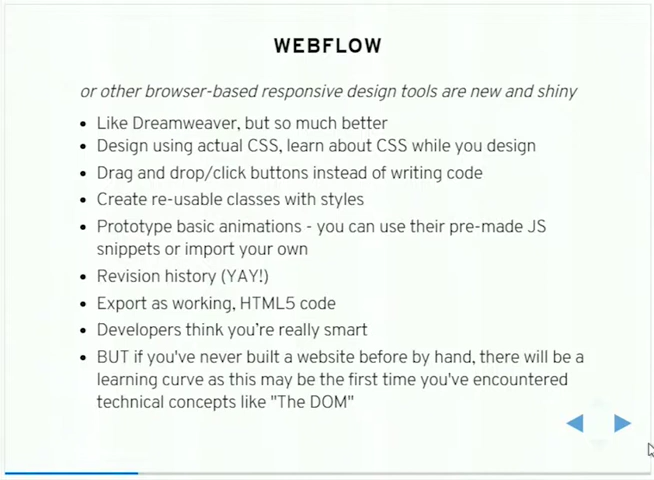 WEBFLOW
or other browser-based responsive design tools are new and shiny
• Like Dreamweaver, but so much better
• Design using actual CSS, learn about CSS while you design
• Drag and drop/click buttons instead of writing code
• Create re-usable classes with styles
• Prototype basic animations - you can use their pre-made JS
snippets or import your own
• Revision history (YAY!)
• Export as working, HTML5 code
• Developers think you're really smart
• BUT if you've never built a website before by hand, there will be a
learning curve as this may be the first time you've encountered
technical concepts like "The DOM"